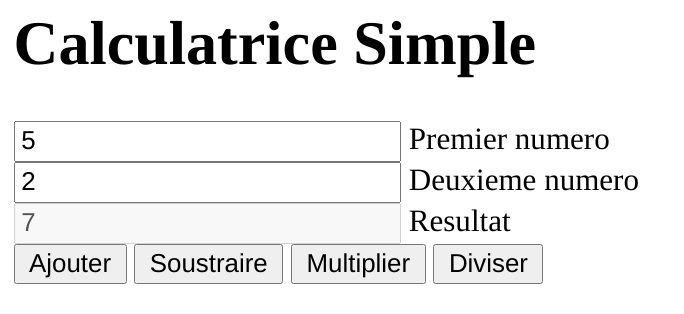 Calculatrice Simple
5 Premier numero
2 Deuxieme numero
7 Resultat
Ajouter Soustraire Multiplier Diviser